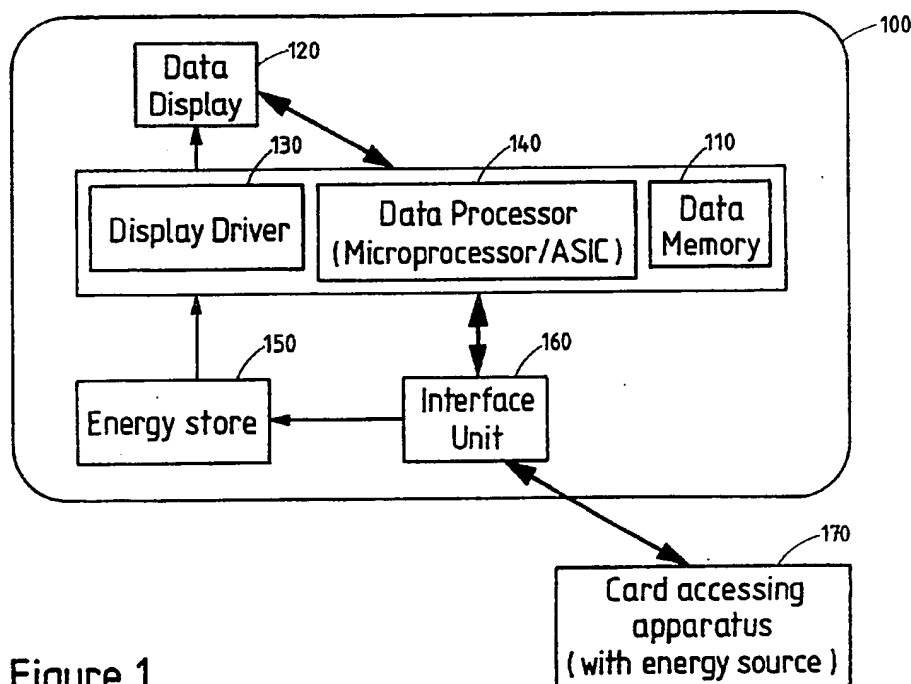 100
Data
Display
120
130
140
110
Display Driver
Data Processor
(Microprocessor/ASIC)
Data
Memory
150
160
Energy store
Interface
Unit
170
Card accessing
apparatus
(with energy source)
Figure 1